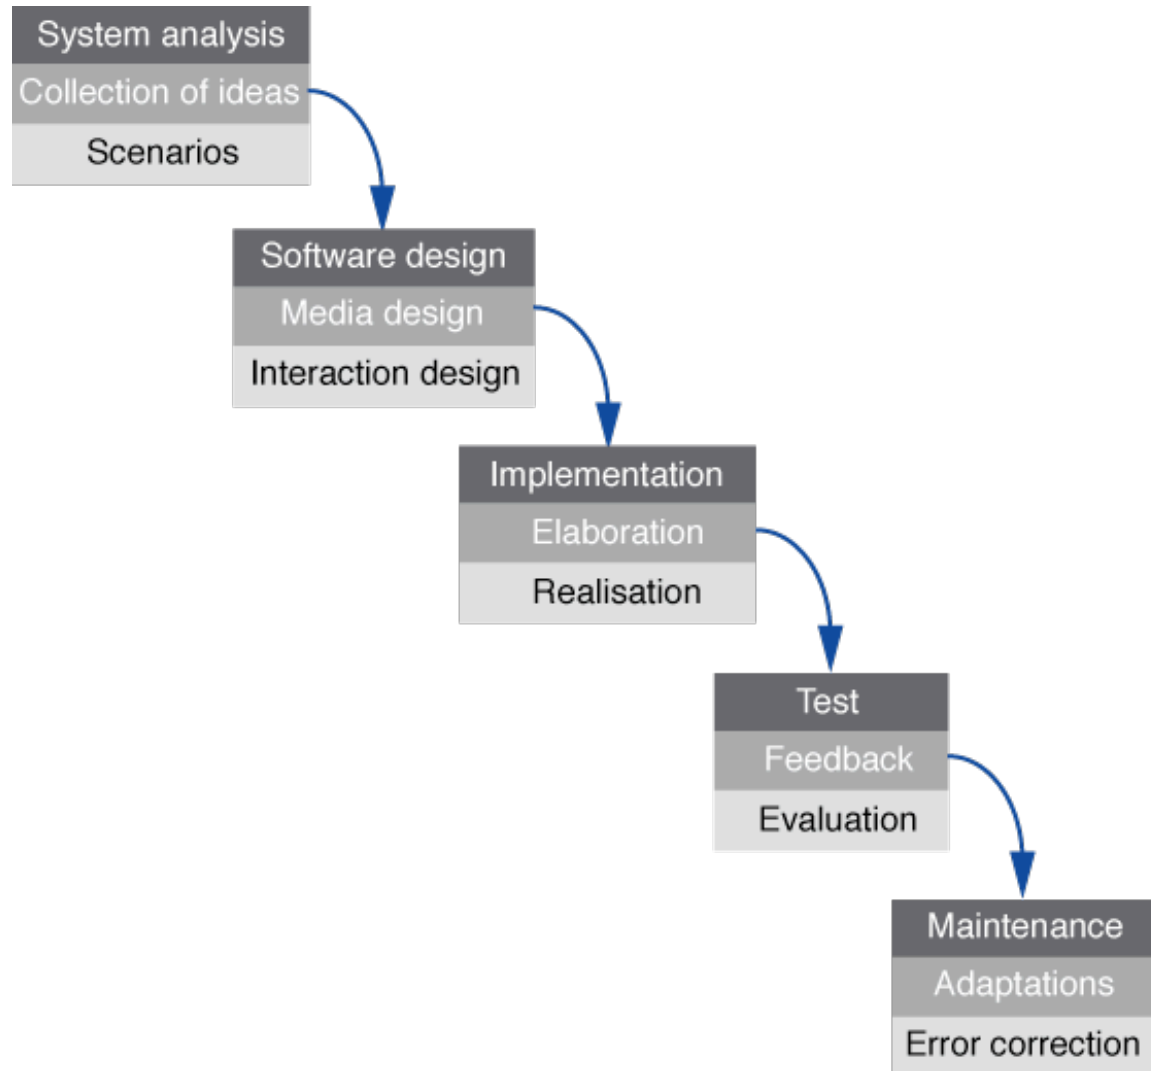 System analysis
Collection of ideas
Scenarios
Software design
Media design
Interaction design
Implementation
Elaboration
Realisation
Test
Feedback
Evaluation
Maintenance
Adaptations
Error correction